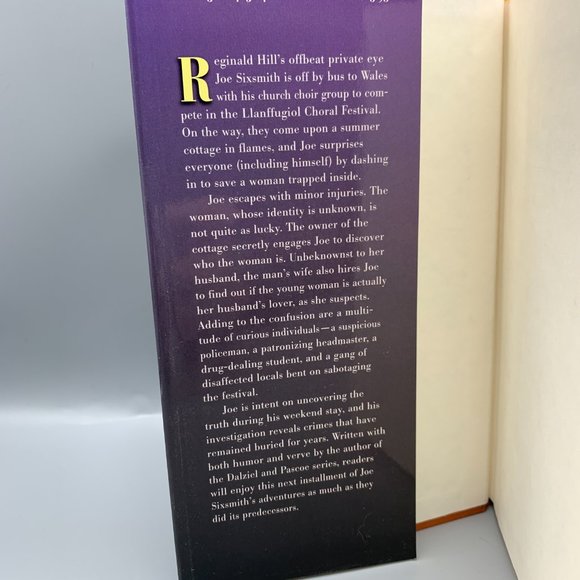 Reginald Hill's offbeat private eye
Joe Sixsmith is off by bus to Wales
with his church choir group to com-
pete in the Llanffugiol Choral Festival.
On the way, they come upon a summer
cottage in flames, and Joe surprises
everyone (including himself) by dashing
in to save a woman trapped inside.
Joe escapes with minor injuries. The
woman, whose identity is unknown, is
not quite as lucky. The owner of the
cottage secretly engages Joe to discover
who the woman is. Unbeknownst to her
husband, the man's wife also hires Joe
to find out if the young woman is actually
her husband's lover, as she suspects.
Adding to the confusion are a multi-
tude of curious individuals—a suspicious
policeman, a patronizing headmaster, a
drug-dealing student, and a gang of
disaffected locals bent on sabotaging
the festival.
Joe is intent on uncovering the
truth during his weekend stay, and his
investigation reveals crimes that have
remained buried for years. Written with
both humor and verve by the author of
the Dalziel and Pascoe series, readers
will enjoy this next installment of Joe
Sixsmith's adventures as much as they
did its predecessors.